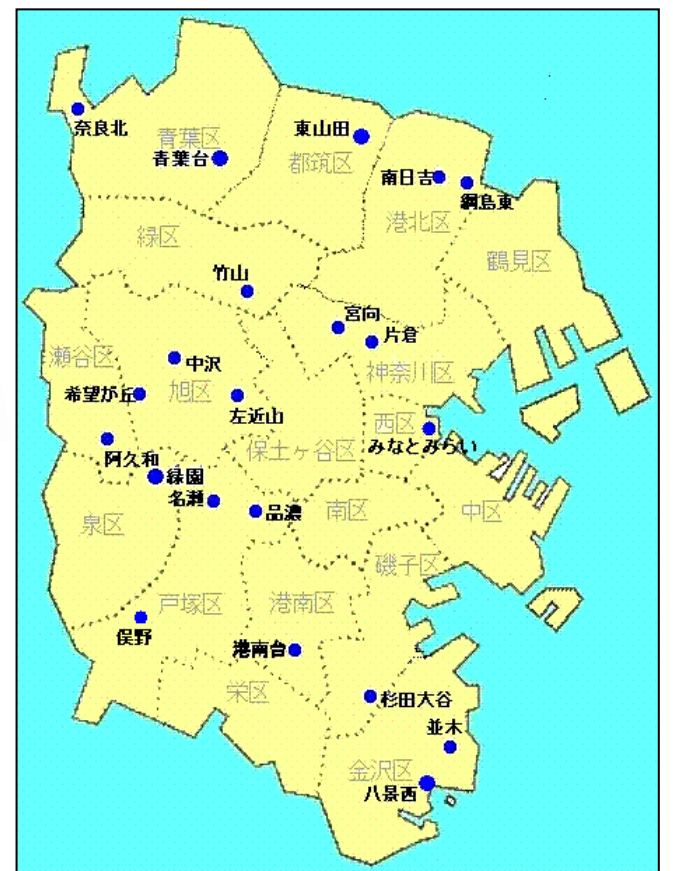 奈良北
青葉区
青葉台
東山田
都筑区
南日吉
綱島東
港北区
緑区
鶴見区
竹山
宮向
片倉
瀬谷区
中沢
神奈川区
希望が丘
旭区
左近山
西区
みなとみらい
阿久和
保土ヶ谷区
緑園
名瀬
品濃
南区
中区
泉区
磯子区
戸塚区
港南区
俣野
港南台
栄区
杉田大谷
並木
金沢区
八景西